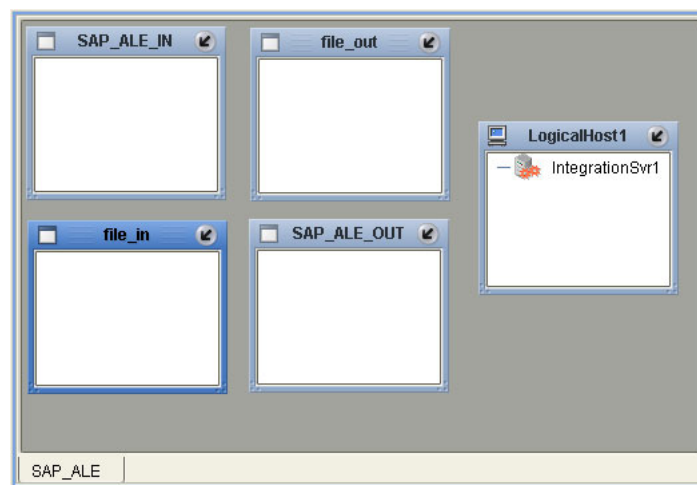 SAP_ALE_IN
file_out
LogicalHost1
IntegrationSvr1
file_in
SAP_ALE_OUT
SAP_ALE